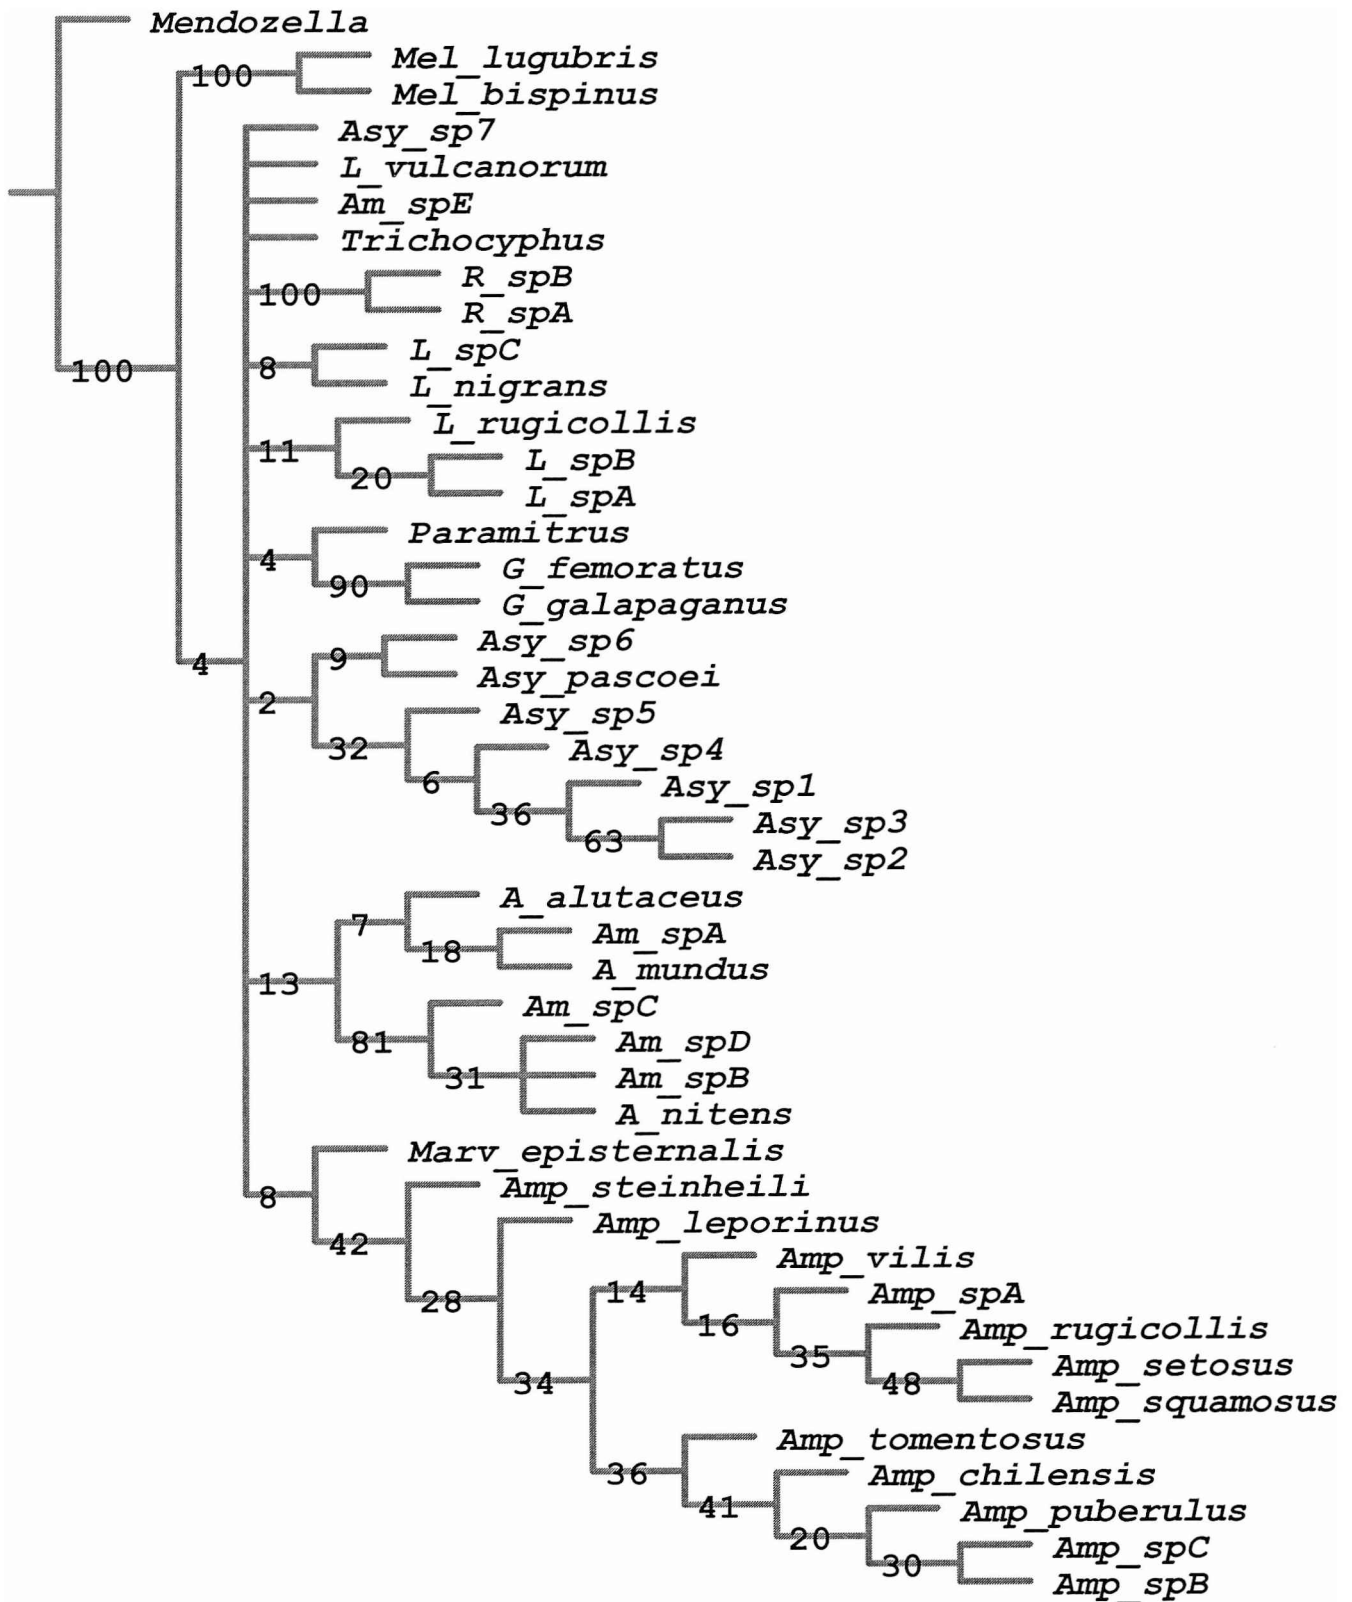 Mendozella
Mel_lugubris
100
Mel_bispinus
Asy_sp7
L_vulcanorum
Am_spE
Trichocyphus
R_spB
100
R_spA
L_spC
8
100
L_nigrans
L_rugicollis
11
L_spB
20
L_spA
Paramitrus
4
G_femoratus
90
G_galapaganus
Asy_sp6
9
4
Asy_pascoei
2
Asy_sp5
32
Asy_sp4
6
Asy_sp1
36
Asy_sp3
63
Asy_sp2
A_alutaceus
7
Am_spA
18
A_mundus
13
Am_spC
81
Am_spD
31
Am_spB
A_nitens
Marv_episternalis
8
Amp_steinheili
Amp_leporinus
42
Amp_vilis
14
Amp_spA
28
16
Amp_rugicollis
35
Amp_setosus
34
48
Amp_squamosus
Amp_tomentosus
36
Amp_chilensis
41
Amp_puberulus
20
Amp_spC
30
Amp_spB